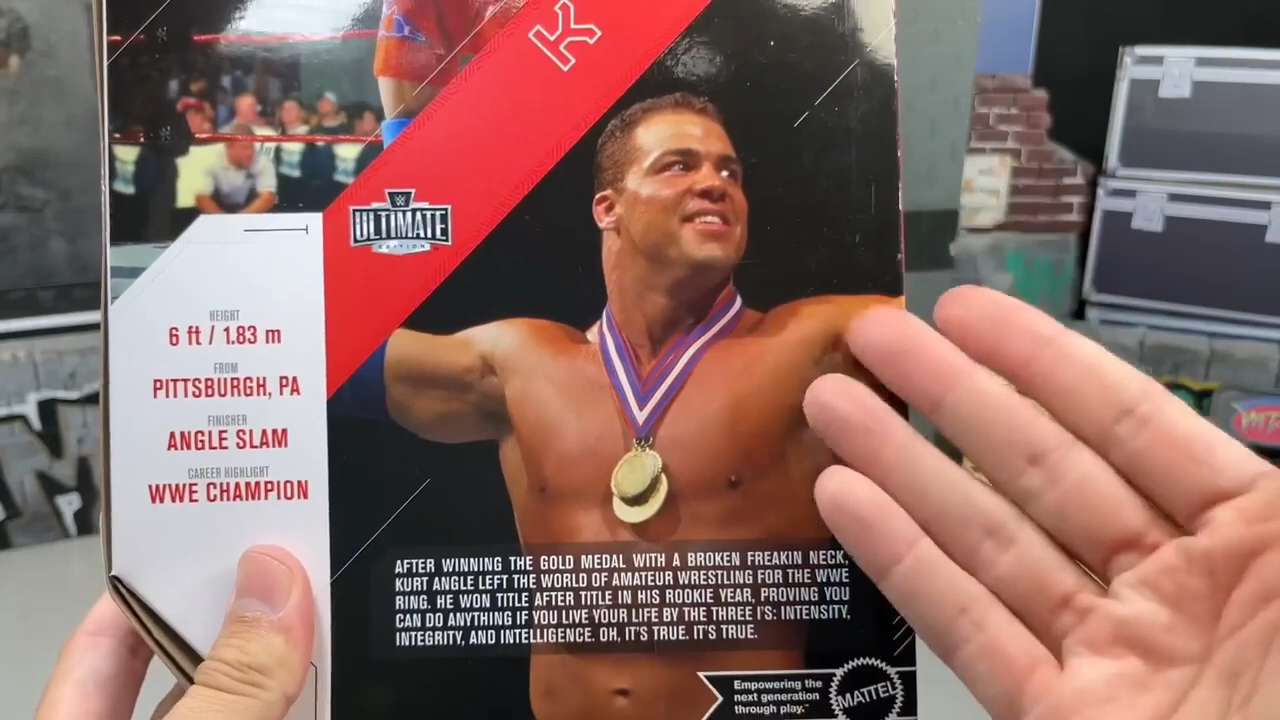 K
W
ULTIMATE
EDITION
HEIGHT
6 ft / 1.83 m
FROM
PITTSBURGH, PA
FINISHER
ANGLE SLAM
CAREER HIGHLIGHT
WWE CHAMPION
AFTER WINNING THE GOLD MEDAL WITH A BROKEN FREAKIN NECK,
KURT ANGLE LEFT THE WORLD OF AMATEUR WRESTLING FOR THE WWE
RING. HE WON TITLE AFTER TITLE IN HIS ROOKIE YEAR, PROVING YOU
CAN DO ANYTHING IF YOU LIVE YOUR LIFE BY THE THREE I'S: INTENSITY,
INTEGRITY, AND INTELLIGENCE. OH, IT'S TRUE. IT'S TRUE.
Empowering the
next generation
through play.™
MATTEL